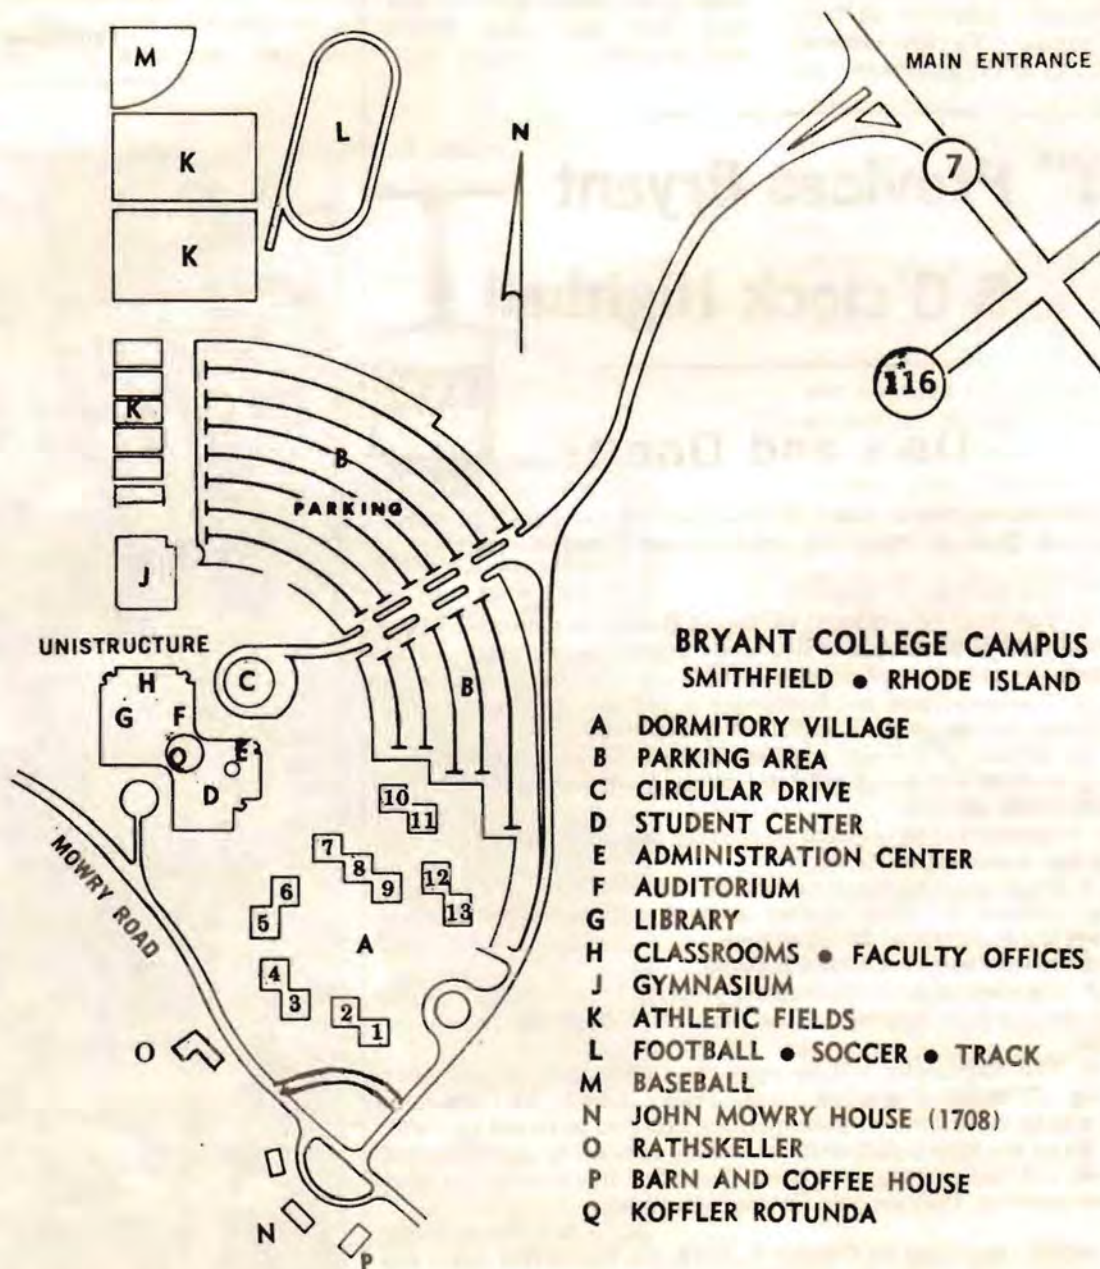 M
MAIN ENTRANCE
L
N
K
7
K
116
K
B
PARKING
J
UNISTRUCTURE
H
C
G
F
B
Q
E
D
10
11
7
8
9
12
13
6
5
A
4
3
2
1
MOWRY ROAD
O
N
P
BRYANT COLLEGE CAMPUS
SMITHFIELD ● RHODE ISLAND
A DORMITORY VILLAGE
B PARKING AREA
C CIRCULAR DRIVE
D STUDENT CENTER
E ADMINISTRATION CENTER
F AUDITORIUM
G LIBRARY
H CLASSROOMS ● FACULTY OFFICES
J GYMNASIUM
K ATHLETIC FIELDS
L FOOTBALL ● SOCCER ● TRACK
M BASEBALL
N JOHN MOWRY HOUSE (1708)
O RATHSKELLER
P BARN AND COFFEE HOUSE
Q KOFFLER ROTUNDA